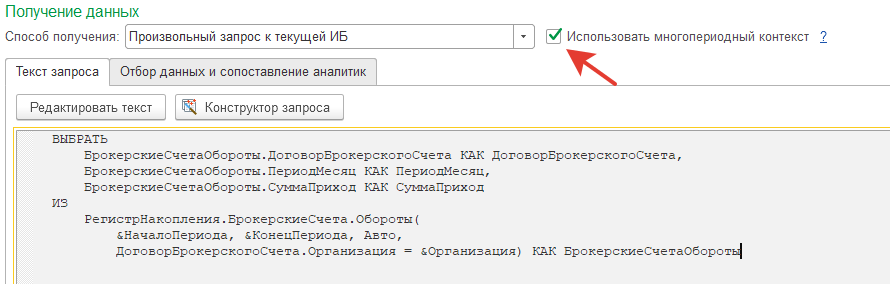 Получение данных
Способ получения: Произвольный запрос к текущей ИБ Использовать многопериодный контекст ?
Текст запроса Отбор данных и сопоставление аналитик
Редактировать текст Конструктор запроса
ВЫБРАТЬ
БрокерскиеСчетаОбороты.ДоговорБрокерскогоСчета КАК ДоговорБрокерскогоСчета,
БрокерскиеСчетаОбороты.ПериодМесяц КАК ПериодМесяц,
БрокерскиеСчетаОбороты.СуммаПриход КАК СуммаПриход
ИЗ
РегистрНакопления.БрокерскиеСчета.Обороты(
&НачалоПериода, &КонецПериода, Авто,
ДоговорБрокерскогоСчета.Организация = &Организация) КАК БрокерскиеСчетаОбороты